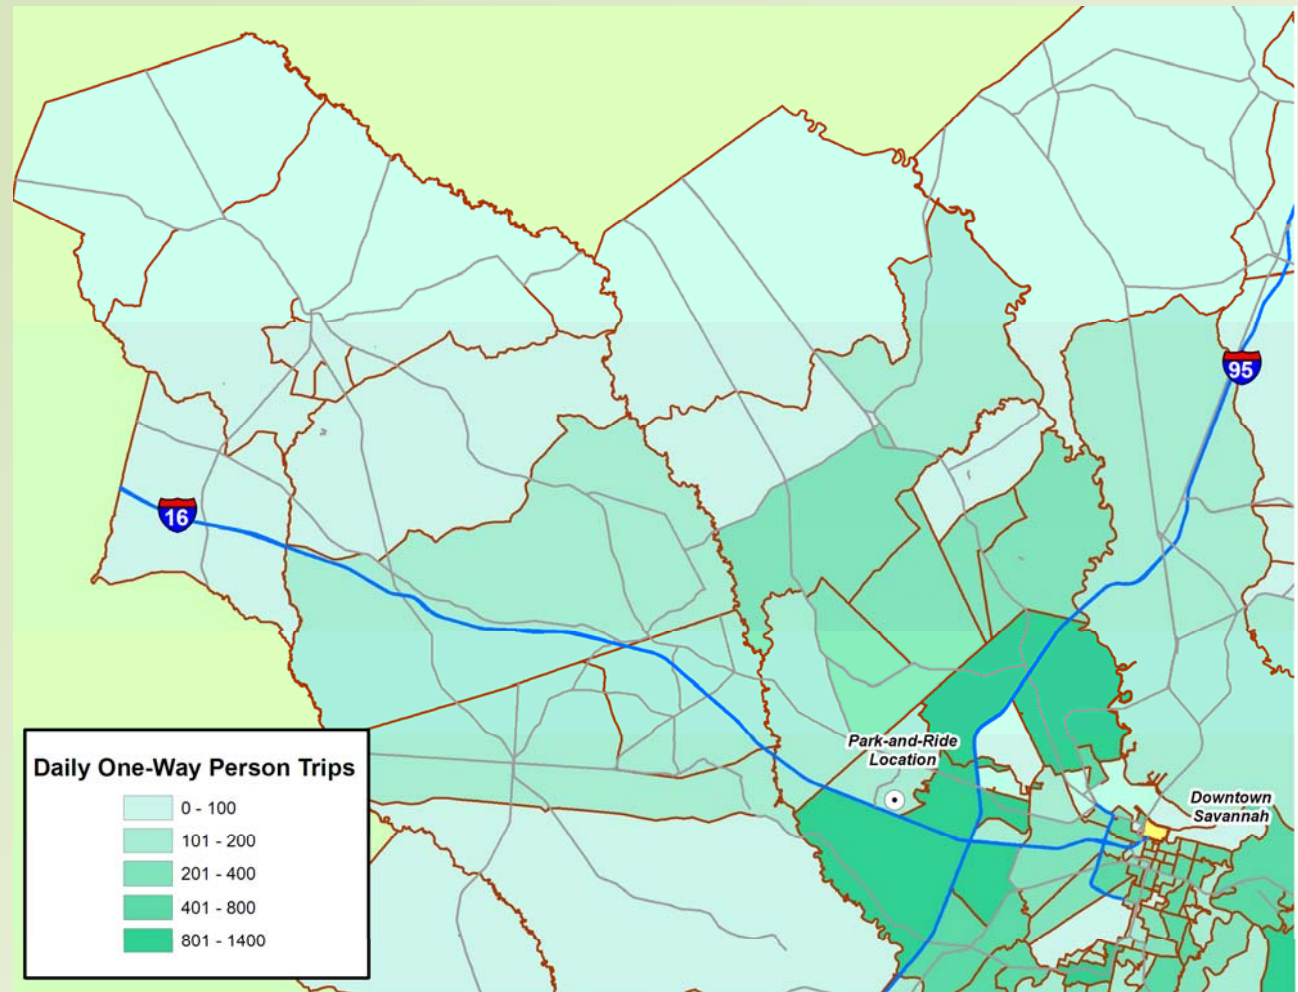 95
16
Park-and-Ride
Location
Downtown
Savannah
Daily One-Way Person Trips
0 - 100
101 - 200
201 - 400
401 - 800
801 - 1400